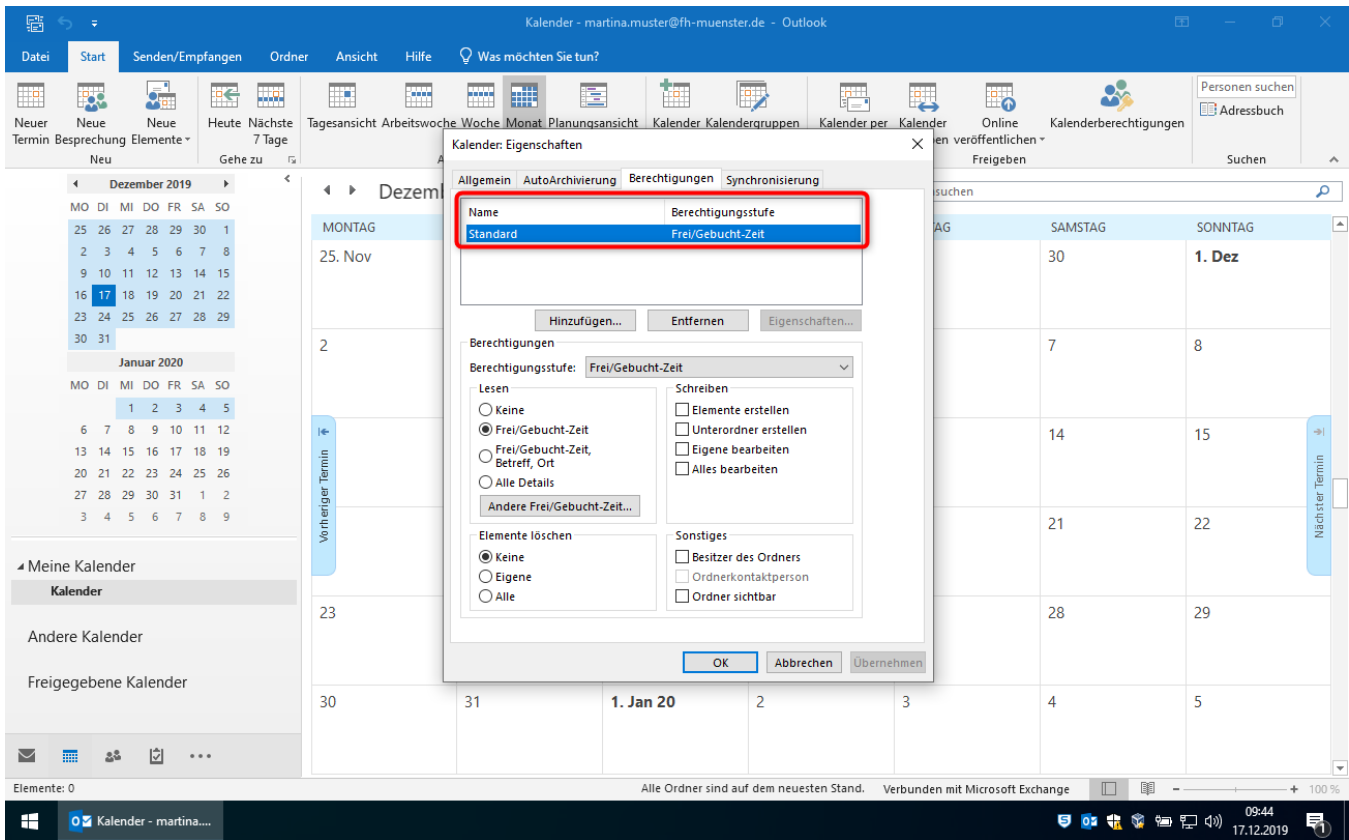 Kalender - martina.muster@fh-muenster.de - Outlook
Datei Start Senden/Empfangen Ordner Ansicht Hilfe Was möchten Sie tun?
Neuer Termin
Neue Besprechung
Neue Elemente
Neu
Heute
Nächste 7 Tage
Gehe zu
Tagesansicht Arbeitswoche Woche Monat Planungsansicht
Kalender Kalendergruppen
Kalender per
Kalender
Online veröffentlichen
Kalenderberechtigungen
Freigeben
Personen suchen
Adressbuch
Suchen
Dezember 2019
MO DI MI DO FR SA SO
25 26 27 28 29 30 1
2 3 4 5 6 7 8
9 10 11 12 13 14 15
16 17 18 19 20 21 22
23 24 25 26 27 28 29
30 31
Januar 2020
MO DI MI DO FR SA SO
1 2 3 4 5
6 7 8 9 10 11 12
13 14 15 16 17 18 19
20 21 22 23 24 25 26
27 28 29 30 31 1 2
3 4 5 6 7 8 9
Meine Kalender
Kalender
Andere Kalender
Freigegebene Kalender
MONTAG SAMSTAG SONNTAG
25. Nov 30 1. Dez
2 7 8
14 15
21 22
23 28 29
30 31 1. Jan 20 2 3 4 5
Vorheriger Termin
Nächster Termin
Kalender: Eigenschaften
Allgemein AutoArchivierung Berechtigungen Synchronisierung
Name Berechtigungsstufe
Standard Frei/Gebucht-Zeit
Hinzufügen... Entfernen Eigenschaften...
Berechtigungen
Berechtigungsstufe: Frei/Gebucht-Zeit
Lesen
Keine
Frei/Gebucht-Zeit
Frei/Gebucht-Zeit,
Betreff, Ort
Alle Details
Andere Frei/Gebucht-Zeit...
Schreiben
Elemente erstellen
Unterordner erstellen
Eigene bearbeiten
Alles bearbeiten
Elemente löschen
Keine
Eigene
Alle
Sonstiges
Besitzer des Ordners
Ordnerkontaktperson
Ordner sichtbar
OK Abbrechen Übernehmen
Elemente: 0 Alle Ordner sind auf dem neuesten Stand. Verbunden mit Microsoft Exchange 100 %
Kalender - martina....
09:44
17.12.2019